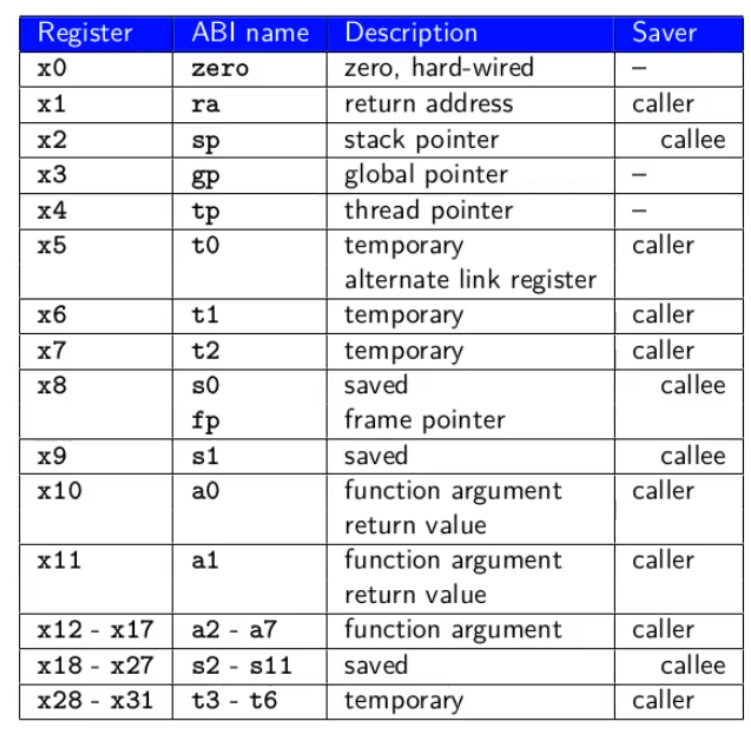 Register ABI name Description Saver
x0 zero zero, hard-wired –
x1 ra return address caller
x2 sp stack pointer callee
x3 gp global pointer –
x4 tp thread pointer –
x5 t0 temporary caller
alternate link register
x6 t1 temporary caller
x7 t2 temporary caller
x8 s0 saved callee
fp frame pointer
x9 s1 saved callee
x10 a0 function argument caller
return value
x11 a1 function argument caller
return value
x12 - x17 a2 - a7 function argument caller
x18 - x27 s2 - s11 saved callee
x28 - x31 t3 - t6 temporary caller